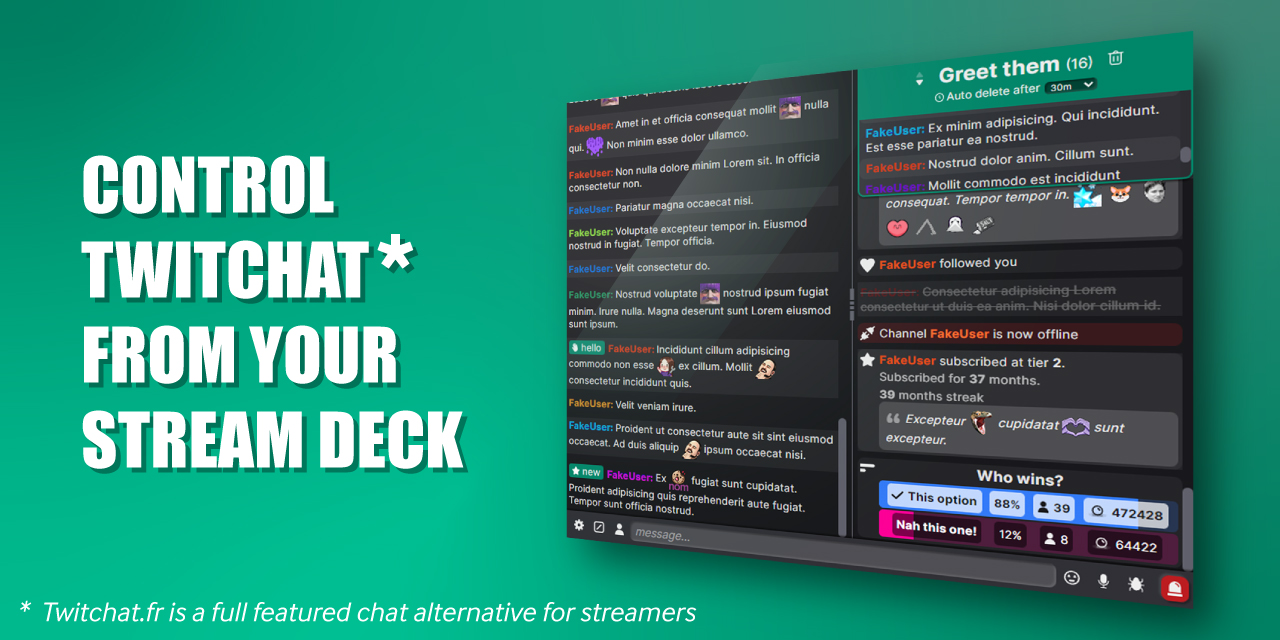 CONTROL
TWITCHAT*
FROM YOUR
STREAM DECK
* Twitchat.fr is a full featured chat alternative for streamers
FakeUser: Amet in et officia consequat mollit nulla
qui. Non minim esse dolor ullamco.
FakeUser: Non nulla dolore minim Lorem sit. In officia
consectetur non.
FakeUser: Pariatur magna occaecat nisi.
FakeUser: Voluptate excepteur tempor in. Eiusmod
nostrud in fugiat. Tempor officia.
FakeUser: Velit consectetur do.
FakeUser: Nostrud voluptate nostrud ipsum fugiat
minim. Irure nulla. Magna deserunt sunt Lorem eiusmod
sunt ipsum.
hello FakeUser: Incididunt cillum adipisicing
commodo non esse , ex cillum. Mollit
consectetur incididunt quis.
FakeUser: Velit veniam irure.
FakeUser: Proident ut consectetur aute sit sint eiusmod
occaecat. Ad duis aliquip ipsum occaecat nisi.
new FakeUser: Ex nom fugiat sunt cupidatat.
Proident adipisicing quis reprehenderit aute fugiat.
Tempor sunt officia nostrud.
message...
Greet them (16)
Auto delete after 30m
FakeUser: Ex minim adipisicing. Qui incididunt.
Est esse pariatur ea nostrud.
FakeUser: Nostrud dolor anim. Cillum sunt.
FakeUser: Mollit commodo est incididunt
consequat. Tempor tempor in.
FakeUser followed you
FakeUser Consectetur adipisicing Lorem
consectetur ut duis ea anim. Nisi dolor cillum id.
Channel FakeUser is now offline
FakeUser subscribed at tier 2.
Subscribed for 37 months.
39 months streak
Excepteur cupidatat sunt
excepteur.
Who wins?
This option 88% 39 472428
Nah this one! 12% 8 64422